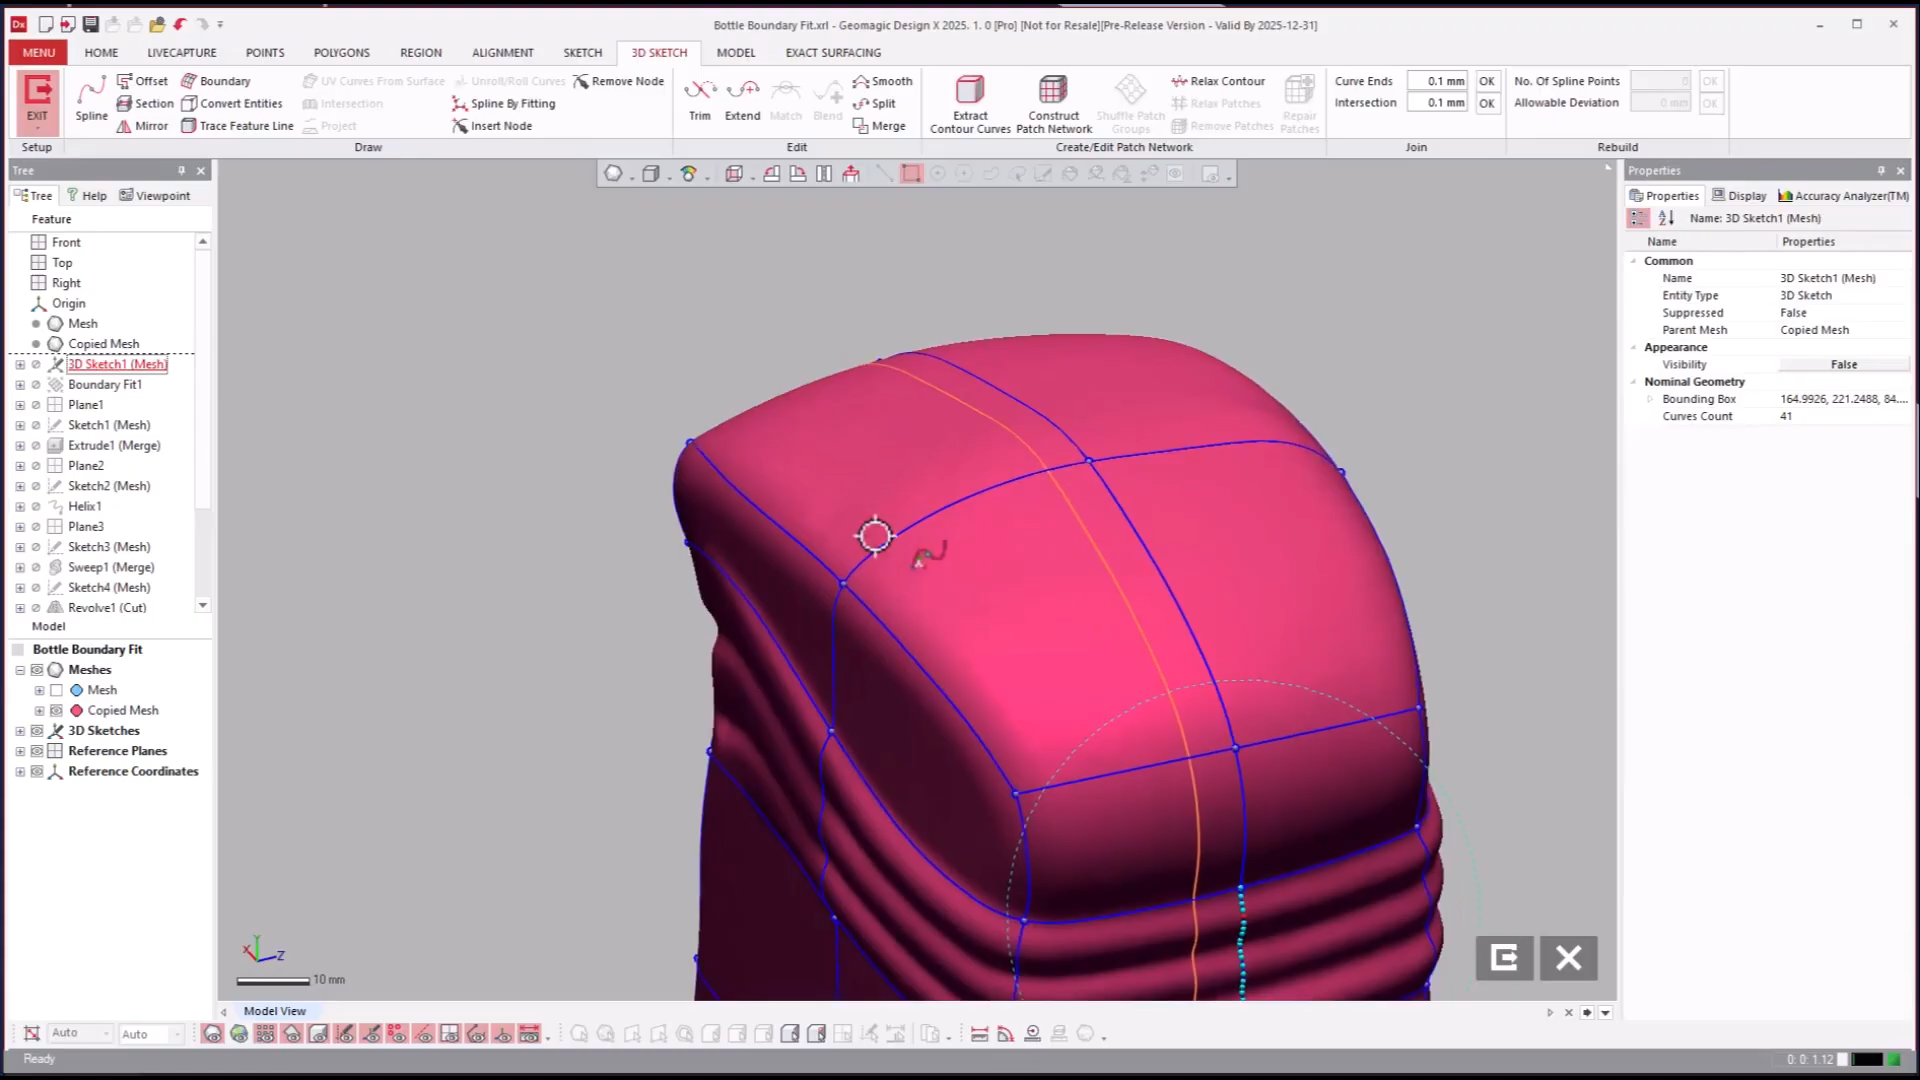 Dx
Bottle Boundary Fit.xrl - Geomagic Design X 2025. 1. 0 [Pro] [Not for Resale][Pre-Release Version - Valid By 2025-12-31]
MENU HOME LIVECAPTURE POINTS POLYGONS REGION ALIGNMENT SKETCH 3D SKETCH MODEL EXACT SURFACING
Offset Boundary UV Curves From Surface Unroll/Roll Curves Remove Node Smooth Relax Contour Curve Ends 0.1 mm OK No. Of Spline Points 0 OK
Section Convert Entities Intersection Spline By Fitting Split Relax Patches Intersection 0.1 mm OK Allowable Deviation 0 mm OK
EXIT Spline Mirror Trace Feature Line Project Insert Node Trim Extend Match Blend Merge Extract Contour Curves Construct Patch Network Shuffle Patch Groups Remove Patches Repair Patches
Setup Draw Edit Create/Edit Patch Network Join Rebuild
Tree
Tree Help Viewpoint
Feature
Front
Top
Right
Origin
Mesh
Copied Mesh
3D Sketch1 (Mesh)
Boundary Fit1
Plane1
Sketch1 (Mesh)
Extrude1 (Merge)
Plane2
Sketch2 (Mesh)
Helix1
Plane3
Sketch3 (Mesh)
Sweep1 (Merge)
Sketch4 (Mesh)
Revolve1 (Cut)
Model
Bottle Boundary Fit
Meshes
Mesh
Copied Mesh
3D Sketches
Reference Planes
Reference Coordinates
Y
X
Z
10 mm
Model View
Properties
Properties Display Accuracy Analyzer(TM)
Name: 3D Sketch1 (Mesh)
Name Properties
Common
Name 3D Sketch1 (Mesh)
Entity Type 3D Sketch
Suppressed False
Parent Mesh Copied Mesh
Appearance
Visibility False
Nominal Geometry
Bounding Box 164.9926, 221.2488, 84....
Curves Count 41
Auto Auto
Ready 0: 0: 1.12